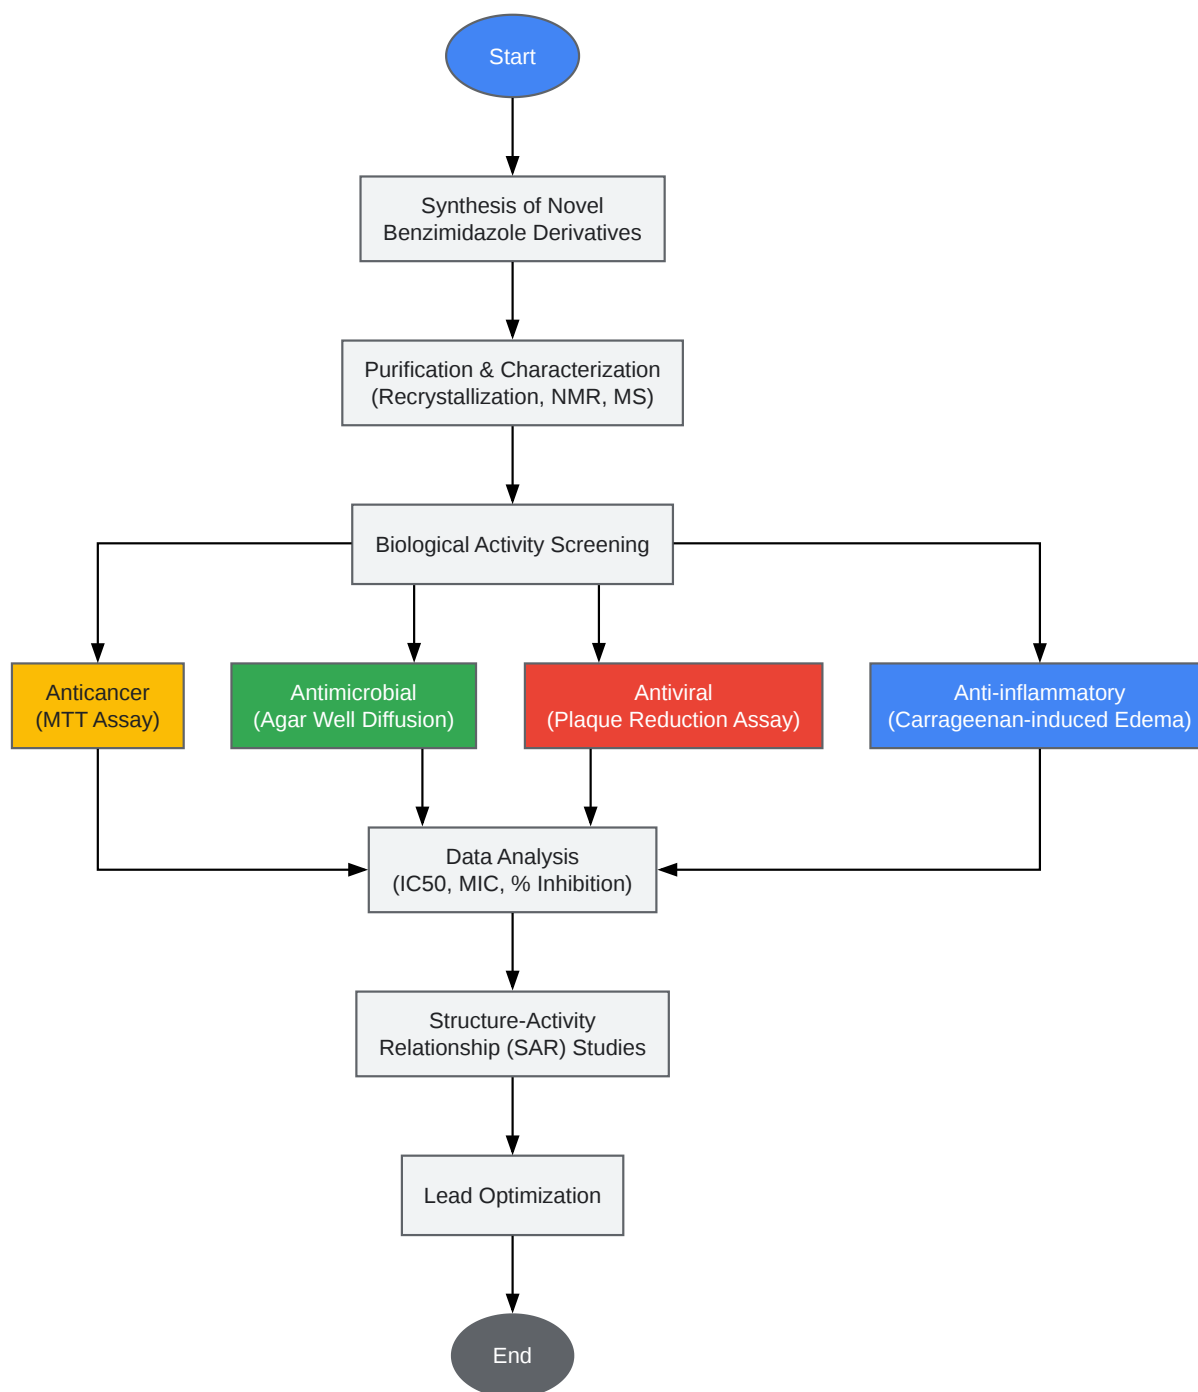 Start
Synthesis of Novel
Benzimidazole Derivatives
Purification & Characterization
(Recrystallization, NMR, MS)
Biological Activity Screening
Anticancer
(MTT Assay)
Antimicrobial
(Agar Well Diffusion)
Antiviral
(Plaque Reduction Assay)
Anti-inflammatory
(Carrageenan-induced Edema)
Data Analysis
(IC50, MIC, % Inhibition)
Structure-Activity
Relationship (SAR) Studies
Lead Optimization
End